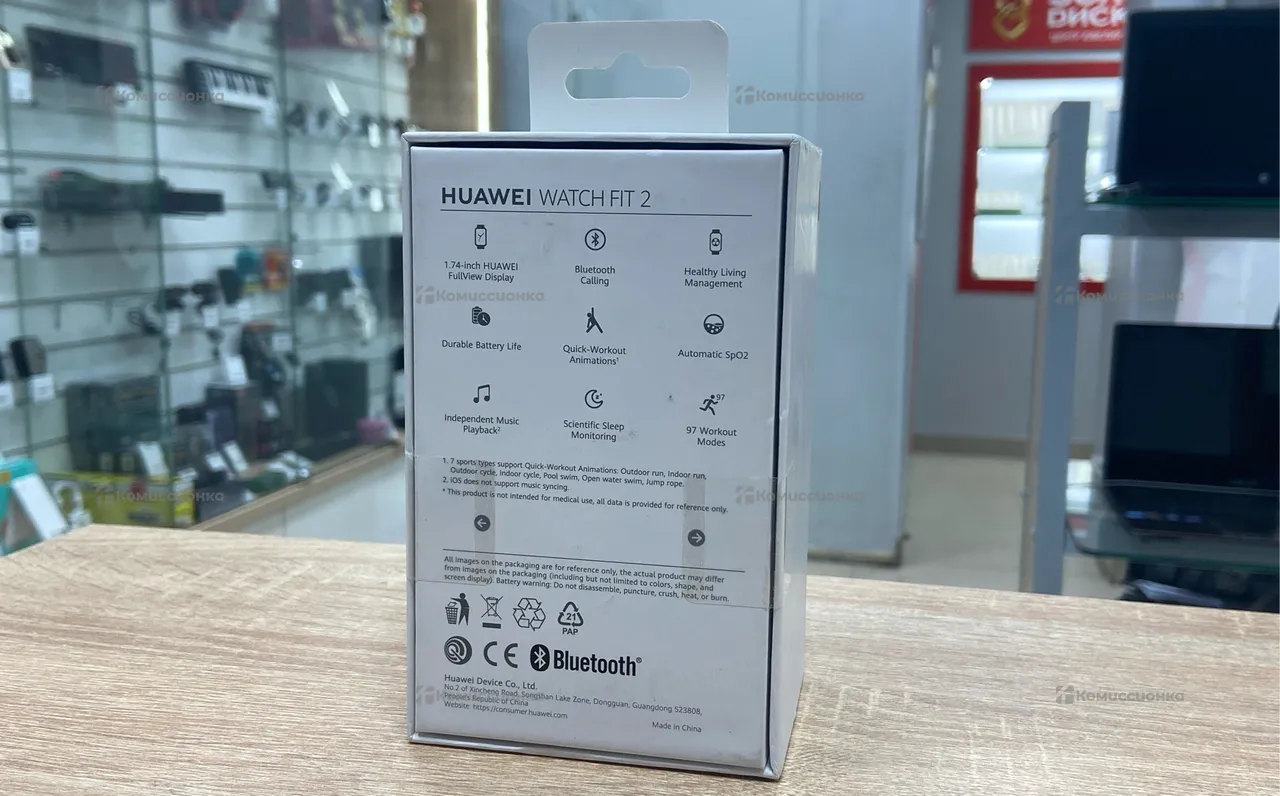 HUAWEI WATCH FIT 2
1.74-inch HUAWEI
FullView Display
Bluetooth
Calling
Healthy Living
Management
Durable Battery Life
Quick-Workout
Animations¹
Automatic SpO2
Independent Music
Playback²
Scientific Sleep
Monitoring
97
97 Workout
Modes
1. 7 sports types support Quick-Workout Animations: Outdoor run, Indoor run,
Outdoor cycle, Indoor cycle, Pool swim, Open water swim, Jump rope.
2. iOS does not support music syncing.
* This product is not intended for medical use, all data is provided for reference only.
All images on the packaging are for reference only, the actual product may differ
from images on the packaging (including but not limited to colors, shape, and
screen display). Battery warning: Do not disassemble, puncture, crush, heat, or burn.
21
PAP
CE
Bluetooth®
Huawei Device Co., Ltd.
No.2 of Xincheng Road, Songshan Lake Zone, Dongguan, Guangdong 523808,
People's Republic of China
Website: https://consumer.huawei.com
Made in China
Комиссионка
Комиссионка
Комиссионка
Комиссионка
Комиссионка
Комиссионка
Комиссионка
Комиссионка